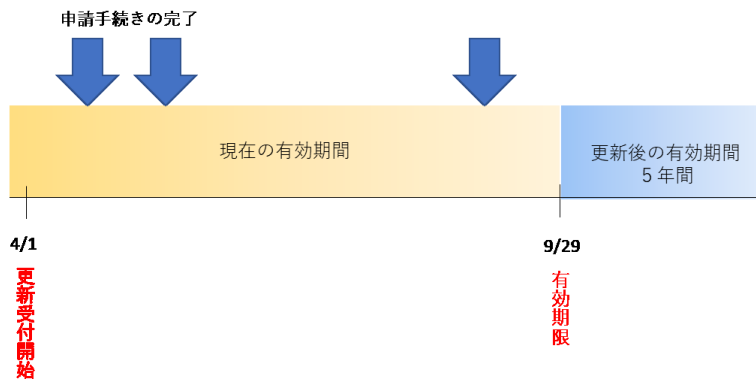 申請手続きの完了
現在の有効期間
更新後の有効期間
5年間
4/1
9/29
更新受付開始
有効期限